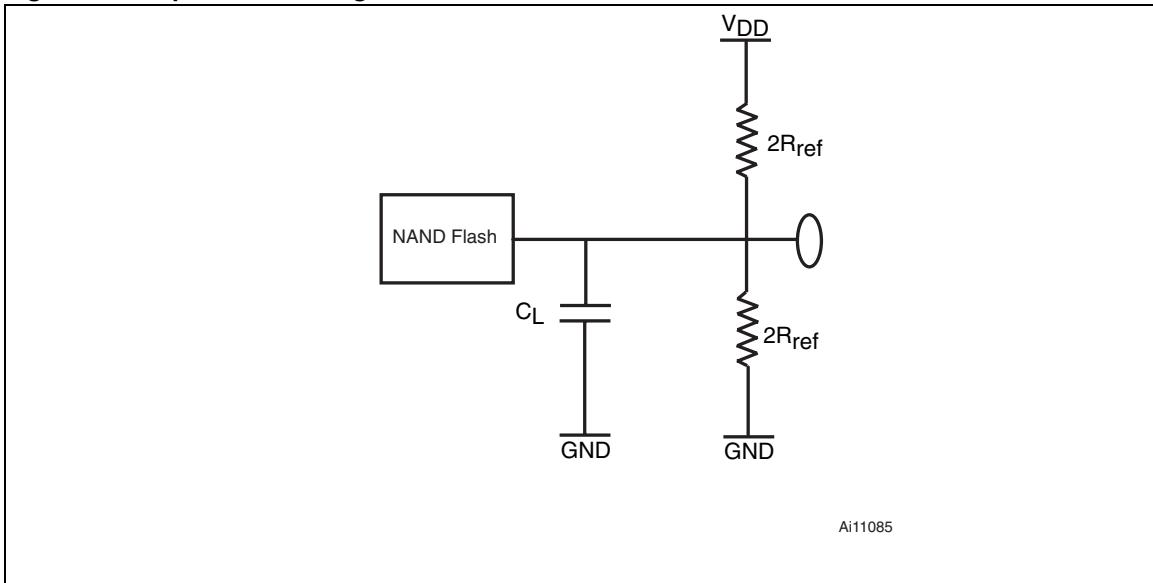 VDD
2Rref
NAND Flash
CL
2Rref
GND
GND
Ai11085